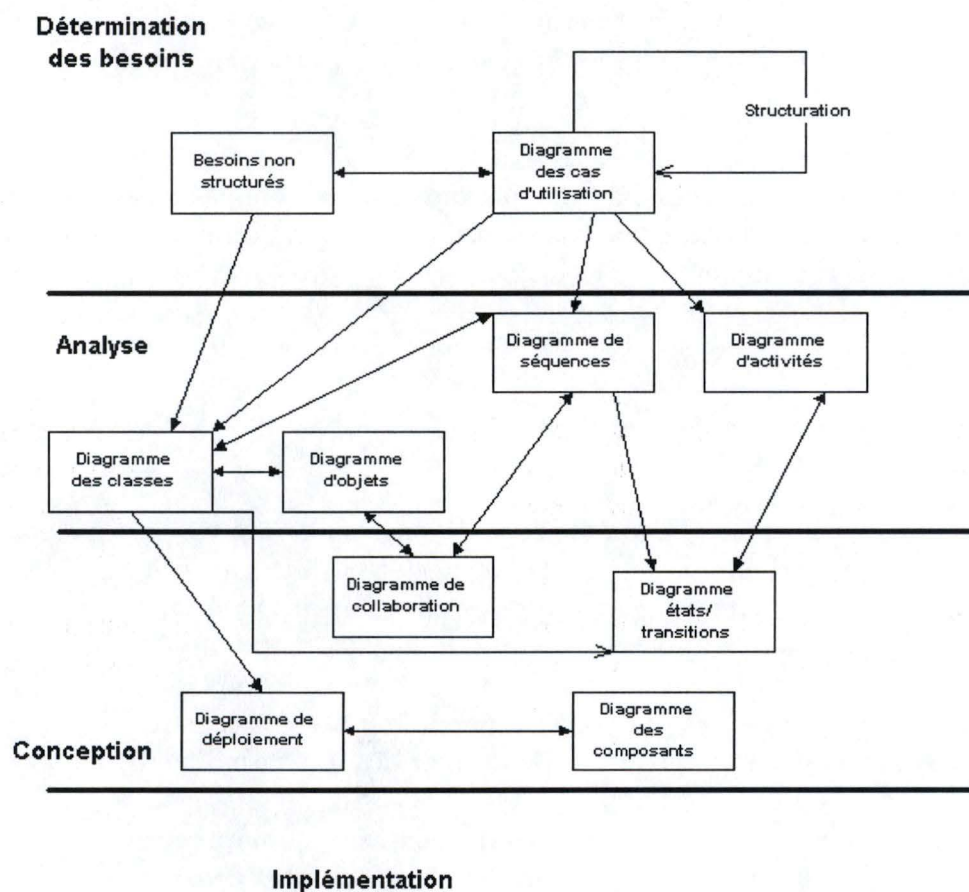 Détermination
des besoins
Structuration
Besoins non
structurés
Diagramme
des cas
d'utilisation
Analyse
Diagramme de
séquences
Diagramme
d'activités
Diagramme
des classes
Diagramme
d'objets
Diagramme de
collaboration
Diagramme
états/
transitions
Conception
Diagramme de
déploiement
Diagramme
des
composants
Implémentation